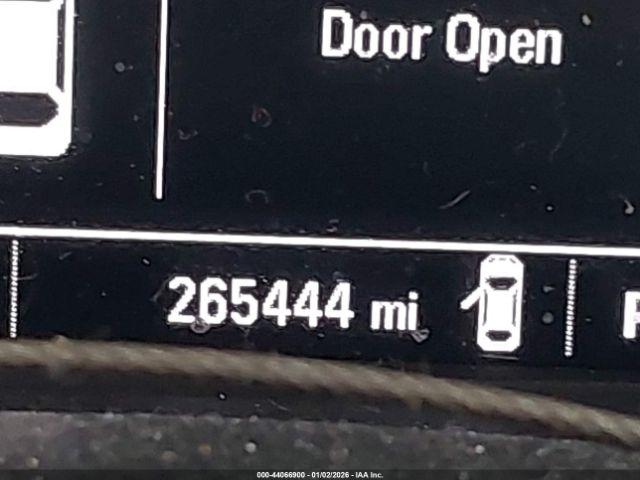 Door Open
265444 mi
000-44066900 - 01/02/2026 - IAA Inc.